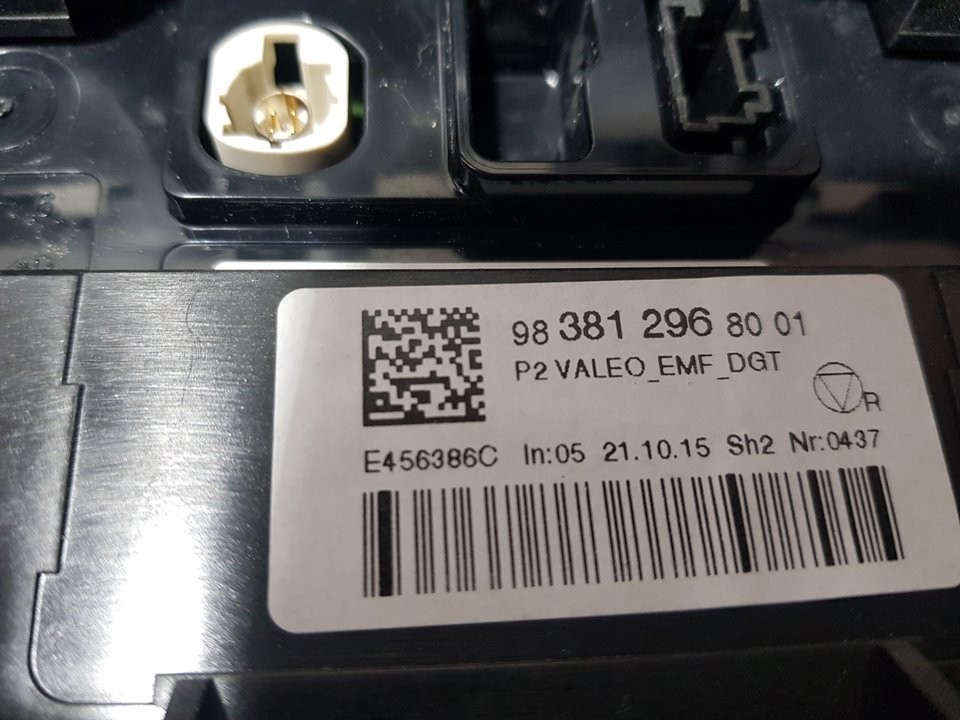 98 381 296 80 01
P2 VALEO_EMF_DGT
R
E456386C In:05 21.10.15 Sh2 Nr:0437